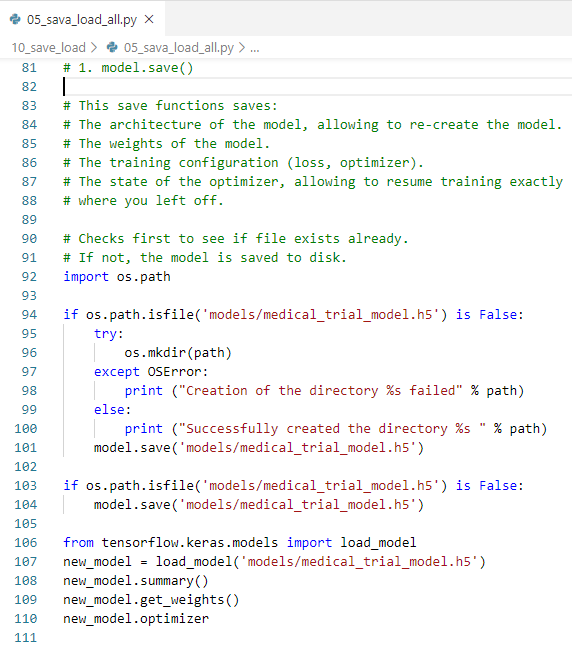 05_sava_load_all.py ×
10_save_load > 05_sava_load_all.py > ...
81 # 1. model.save()
82
83 # This save functions saves:
84 # The architecture of the model, allowing to re-create the model.
85 # The weights of the model.
86 # The training configuration (loss, optimizer).
87 # The state of the optimizer, allowing to resume training exactly
88 # where you left off.
89
90 # Checks first to see if file exists already.
91 # If not, the model is saved to disk.
92 import os.path
93
94 if os.path.isfile('models/medical_trial_model.h5') is False:
95     try:
96         os.mkdir(path)
97     except OSError:
98         print ("Creation of the directory %s failed" % path)
99     else:
100         print ("Successfully created the directory %s " % path)
101     model.save('models/medical_trial_model.h5')
102
103 if os.path.isfile('models/medical_trial_model.h5') is False:
104     model.save('models/medical_trial_model.h5')
105
106 from tensorflow.keras.models import load_model
107 new_model = load_model('models/medical_trial_model.h5')
108 new_model.summary()
109 new_model.get_weights()
110 new_model.optimizer
111